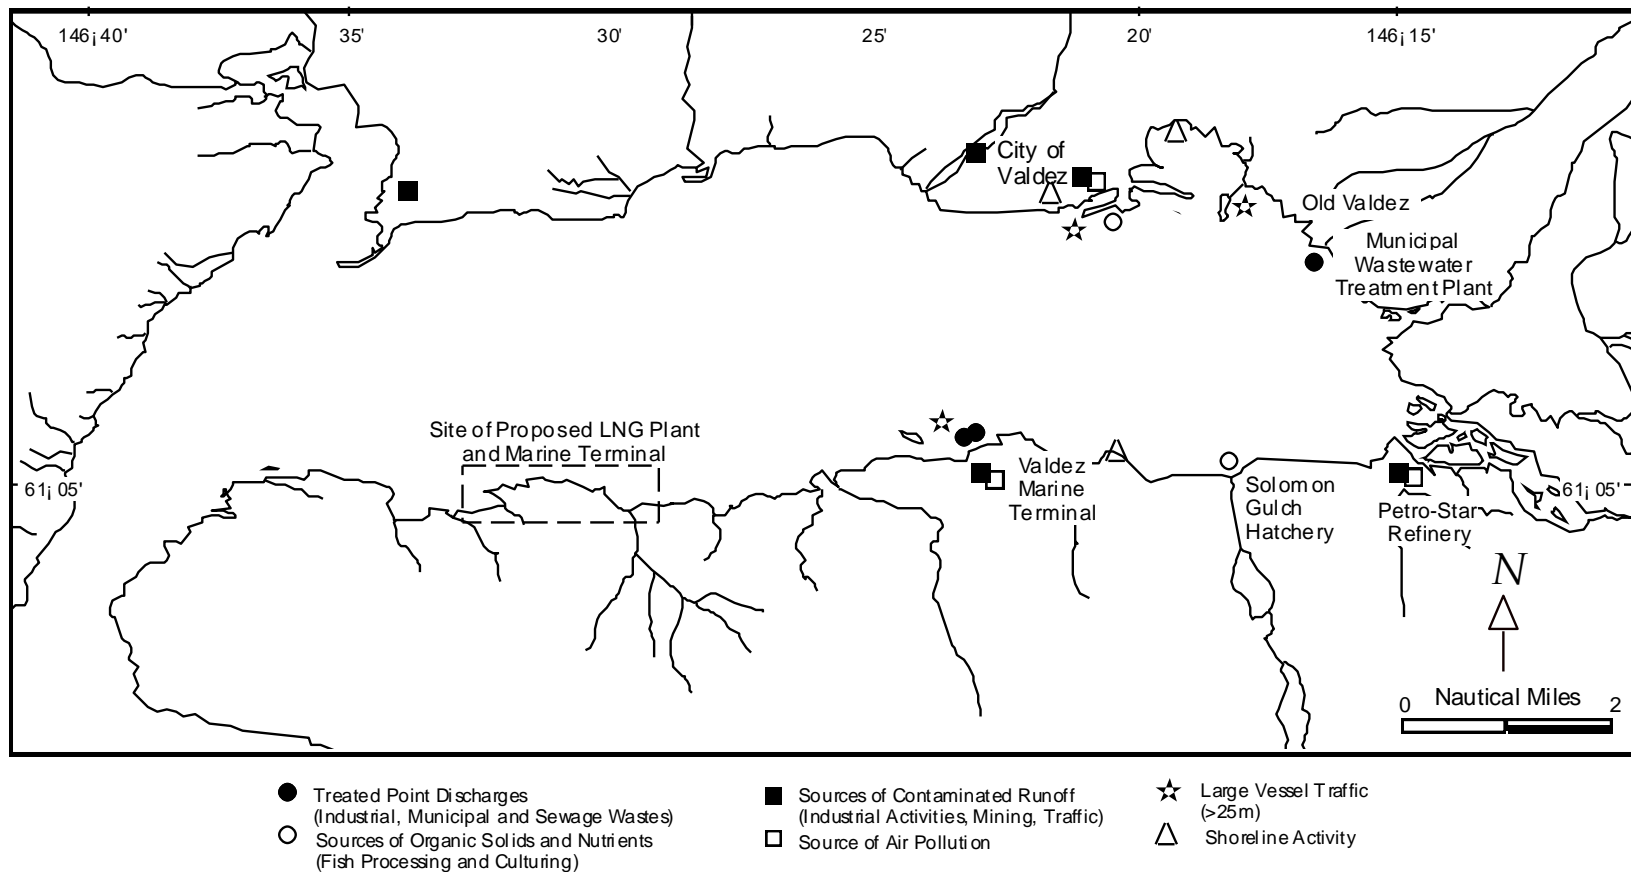 146¡ 40'
35'
30'
25'
20'
146¡ 15'
City of
Valdez
Old Valdez
Municipal
Wastewater
Treatment Plant
Site of Proposed LNG Plant
and Marine Terminal
61¡ 05'
Valdez
Marine
Terminal
Solomon
Gulch
Hatchery
61¡ 05'
Petro-Star
Refinery
N
Nautical Miles
0
2
Treated Point Discharges
(Industrial, Municipal and Sewage Wastes)
Sources of Organic Solids and Nutrients
(Fish Processing and Culturing)
Sources of Contaminated Runoff
(Industrial Activities, Mining, Traffic)
Source of Air Pollution
Large Vessel Traffic
(>25m)
Shoreline Activity